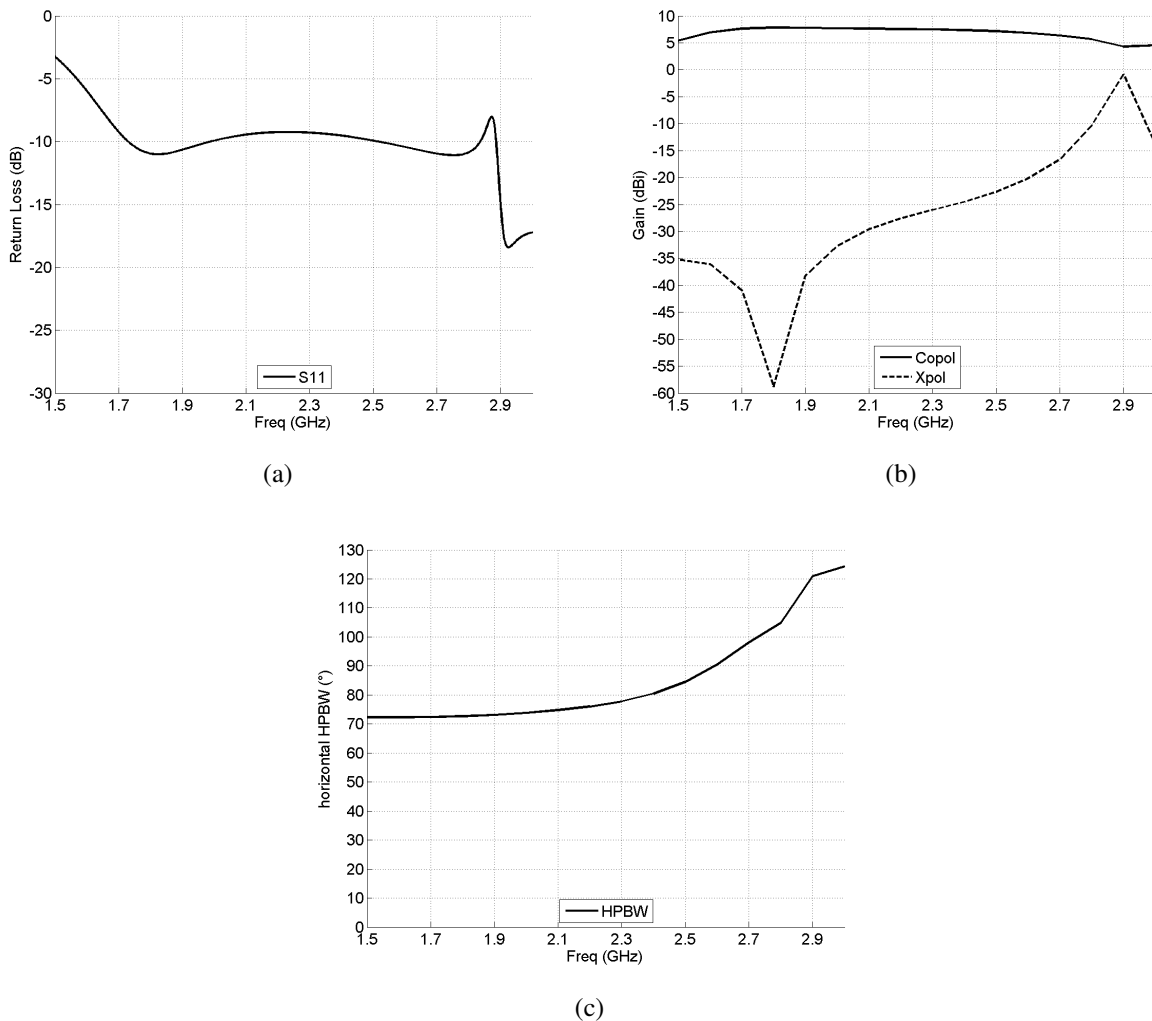 0
-5
-10
-15
-20
-25
-30
Return Loss (dB)
1.5 1.7 1.9 2.1 2.3 2.5 2.7 2.9
Freq (GHz)
S11
(a)
10
5
0
-5
-10
-15
-20
-25
-30
-35
-40
-45
-50
-55
-60
Gain (dBi)
1.5 1.7 1.9 2.1 2.3 2.5 2.7 2.9
Freq (GHz)
Copol
Xpol
(b)
130
120
110
100
90
80
70
60
50
40
30
20
10
0
horizontal HPBW (°)
1.5 1.7 1.9 2.1 2.3 2.5 2.7 2.9
Freq (GHz)
HPBW
(c)